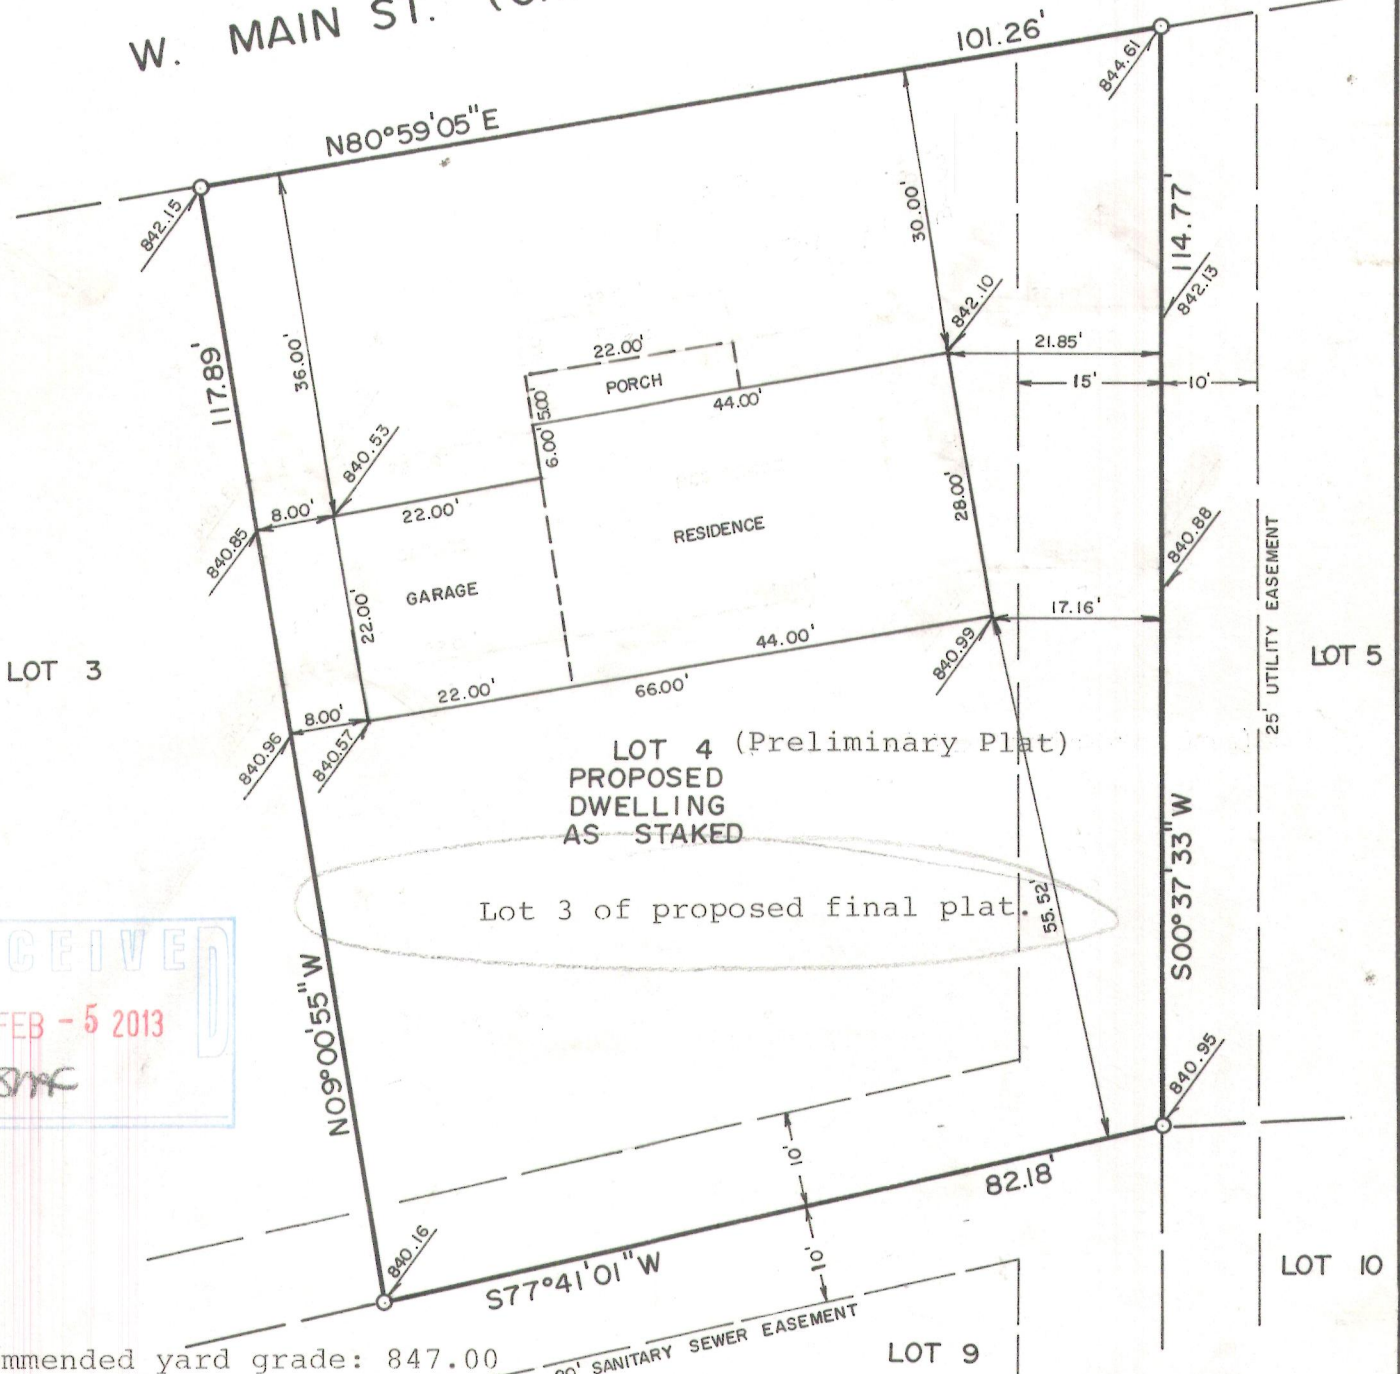 W. MAIN ST.
101.26'
844.61
N80°59'05"E
842.15
30.00'
114.77'
842.13
842.10
117.89'
36.00'
22.00'
PORCH
5.00'
44.00'
21.85'
15'
10'
840.53
6.00'
8.00'
22.00'
RESIDENCE
28.00'
840.88
840.85
GARAGE
22.00'
17.16'
44.00'
840.99
25' UTILITY EASEMENT
LOT 3
LOT 5
22.00'
66.00'
8.00'
840.96
840.57
LOT 4 (Preliminary Plat)
PROPOSED
DWELLING
AS STAKED
Lot 3 of proposed final plat.
55.52'
S00°37'33"W
CEIVED
FEB -5 2013
N09°00'55"W
840.95
10'
82.18'
840.16
S77°41'01"W
10'
LOT 10
SANITARY SEWER EASEMENT
LOT 9
mmended yard grade: 847.00